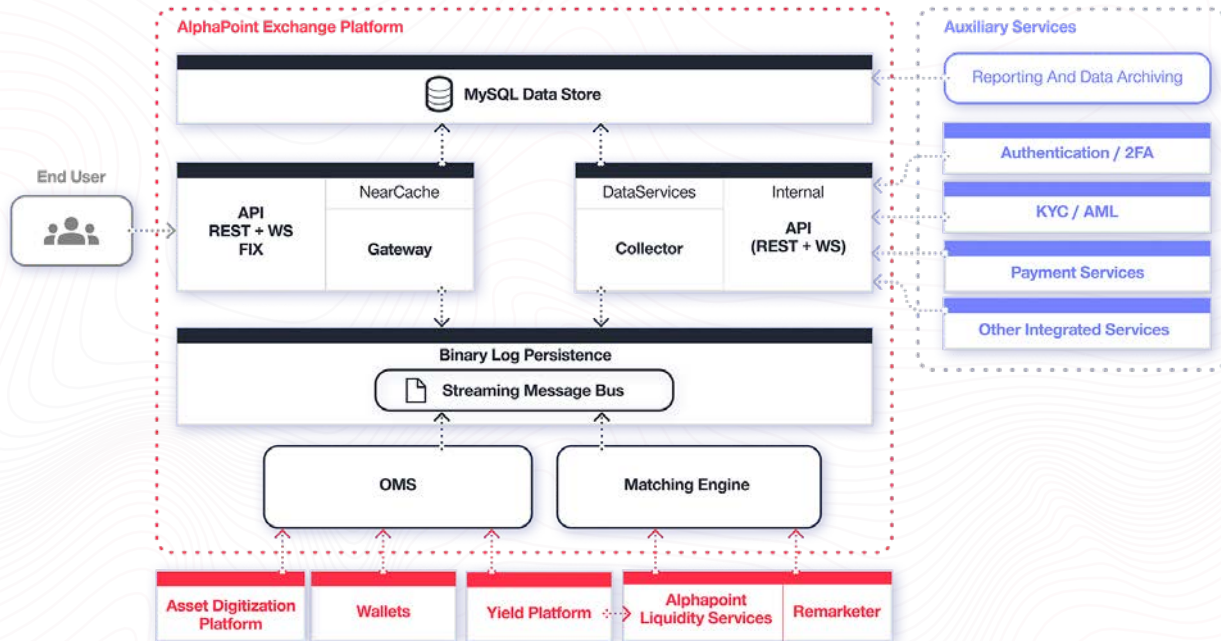 AlphaPoint Exchange Platform
Auxiliary Services
MySQL Data Store
Reporting And Data Archiving
End User
API
REST + WS
FIX
NearCache
Gateway
DataServices
Collector
Internal
API
(REST + WS)
Authentication / 2FA
KYC / AML
Payment Services
Other Integrated Services
Binary Log Persistence
Streaming Message Bus
OMS
Matching Engine
Asset Digitization
Platform
Wallets
Yield Platform
Alphapoint
Liquidity Services
Remarketer